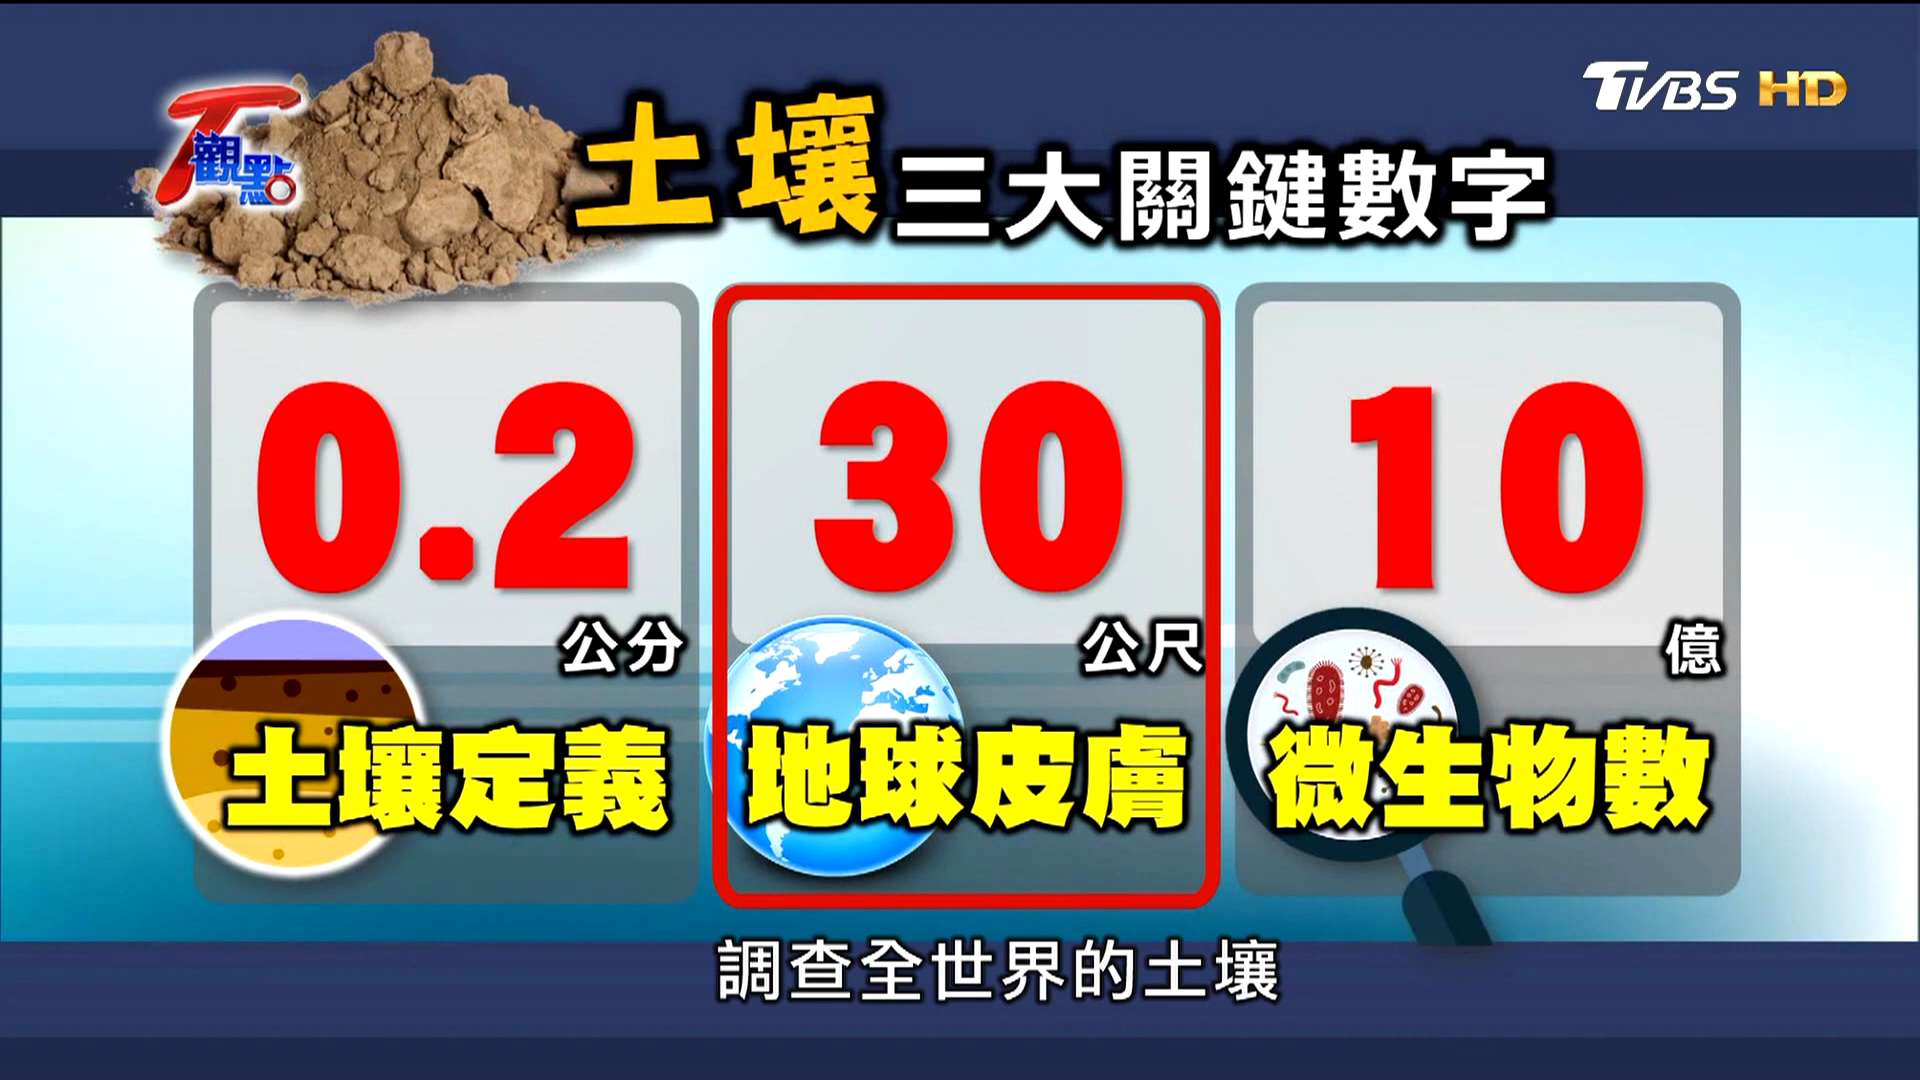 T觀點
TVBS HD
土壤三大關鍵數字
0.2
公分
土壤定義
30
公尺
地球皮膚
10
億
微生物數
調查全世界的土壤